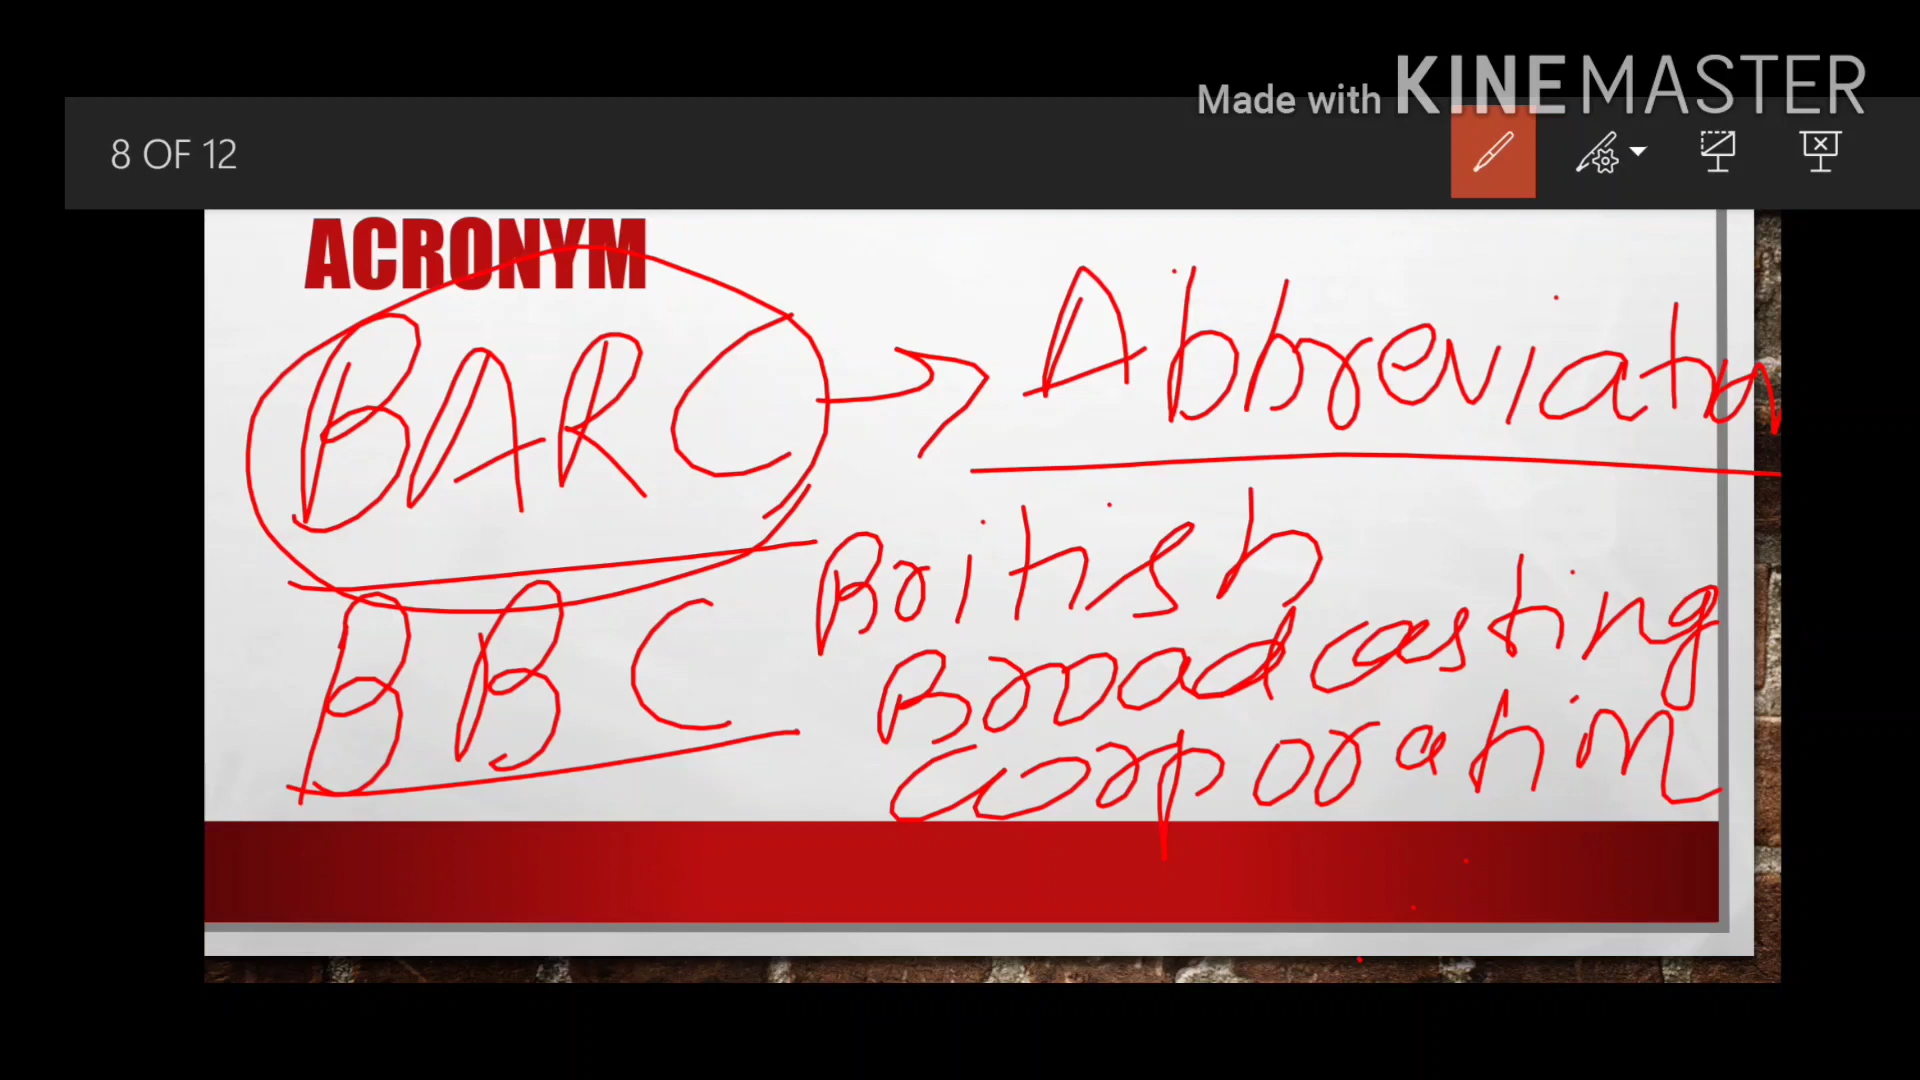 Made with KINEMASTER
8 OF 12
ACRONYM
BARC → Abbreviation
BBC British
Broadcasting
Corporation